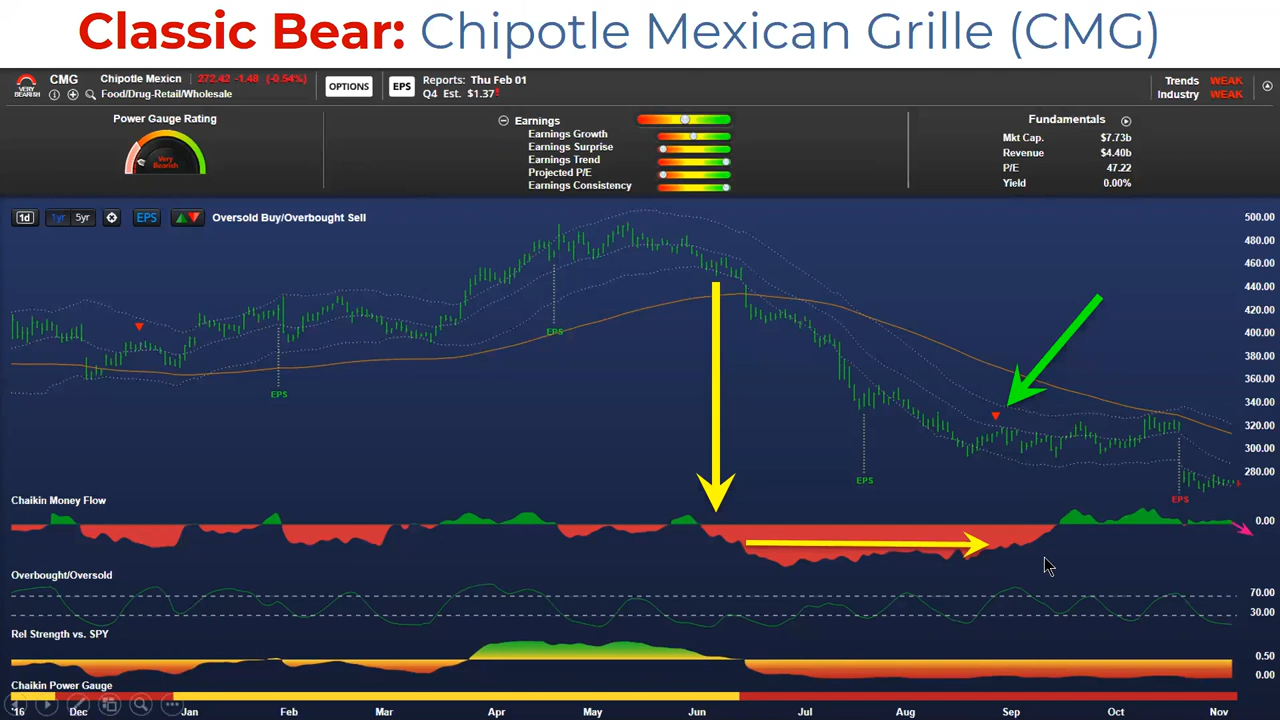 Classic Bear: Chipotle Mexican Grille (CMG)
VERY BEARISH
CMG Chipotle Mexicn 272.42 -1.48 (-0.54%)
Food/Drug-Retail/Wholesale
OPTIONS
EPS
Reports: Thu Feb 01
Q4 Est. $1.37
Trends WEAK
Industry WEAK
Power Gauge Rating
Very Bearish
Earnings
Earnings Growth
Earnings Surprise
Earnings Trend
Projected P/E
Earnings Consistency
Fundamentals
Mkt Cap. $7.73b
Revenue $4.40b
P/E 47.22
Yield 0.00%
1d 1yr 5yr EPS Oversold Buy/Overbought Sell
500.00
480.00
460.00
440.00
420.00
400.00
380.00
360.00
340.00
320.00
300.00
280.00
EPS
EPS
EPS
EPS
Chaikin Money Flow
0.00
Overbought/Oversold
70.00
30.00
Rel Strength vs. SPY
0.50
0.00
Chaikin Power Gauge
'16 Dec Jan Feb Mar Apr May Jun Jul Aug Sep Oct Nov